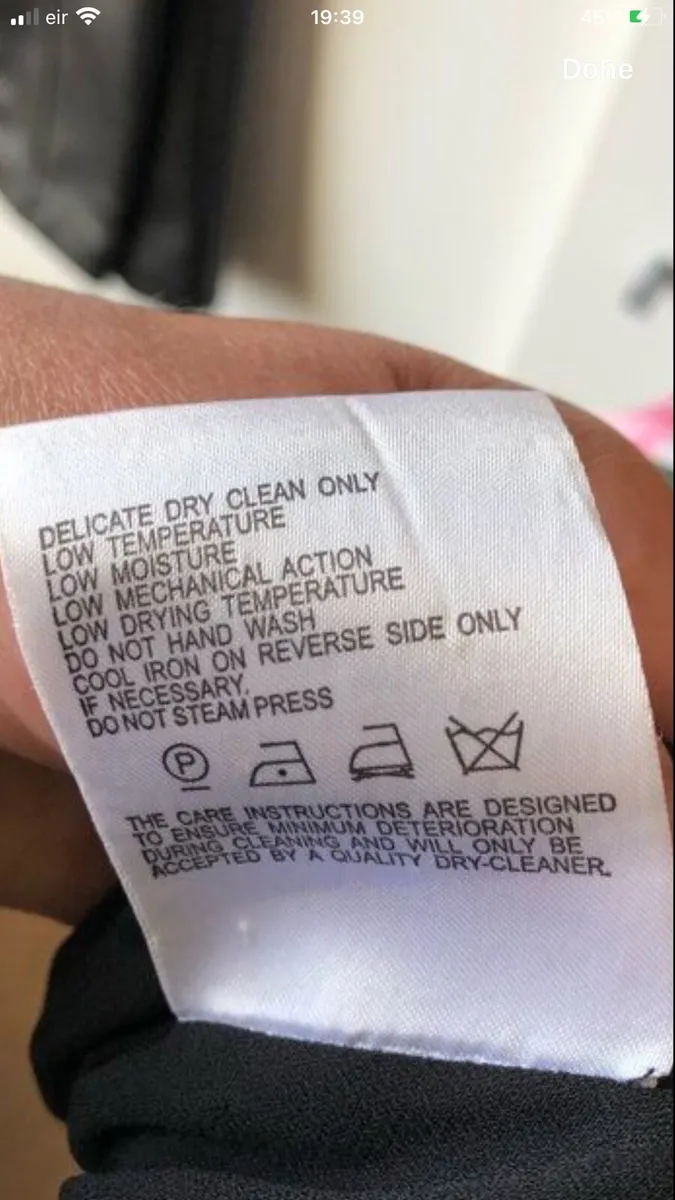 eir 19:39 45%
Done
DELICATE DRY CLEAN ONLY
LOW TEMPERATURE
LOW MOISTURE
LOW MECHANICAL ACTION
LOW DRYING TEMPERATURE
DO NOT HAND WASH
COOL IRON ON REVERSE SIDE ONLY
IF NECESSARY.
DO NOT STEAM PRESS
P
THE CARE INSTRUCTIONS ARE DESIGNED
TO ENSURE MINIMUM DETERIORATION
DURING CLEANING AND WILL ONLY BE
ACCEPTED BY A QUALITY DRY-CLEANER.